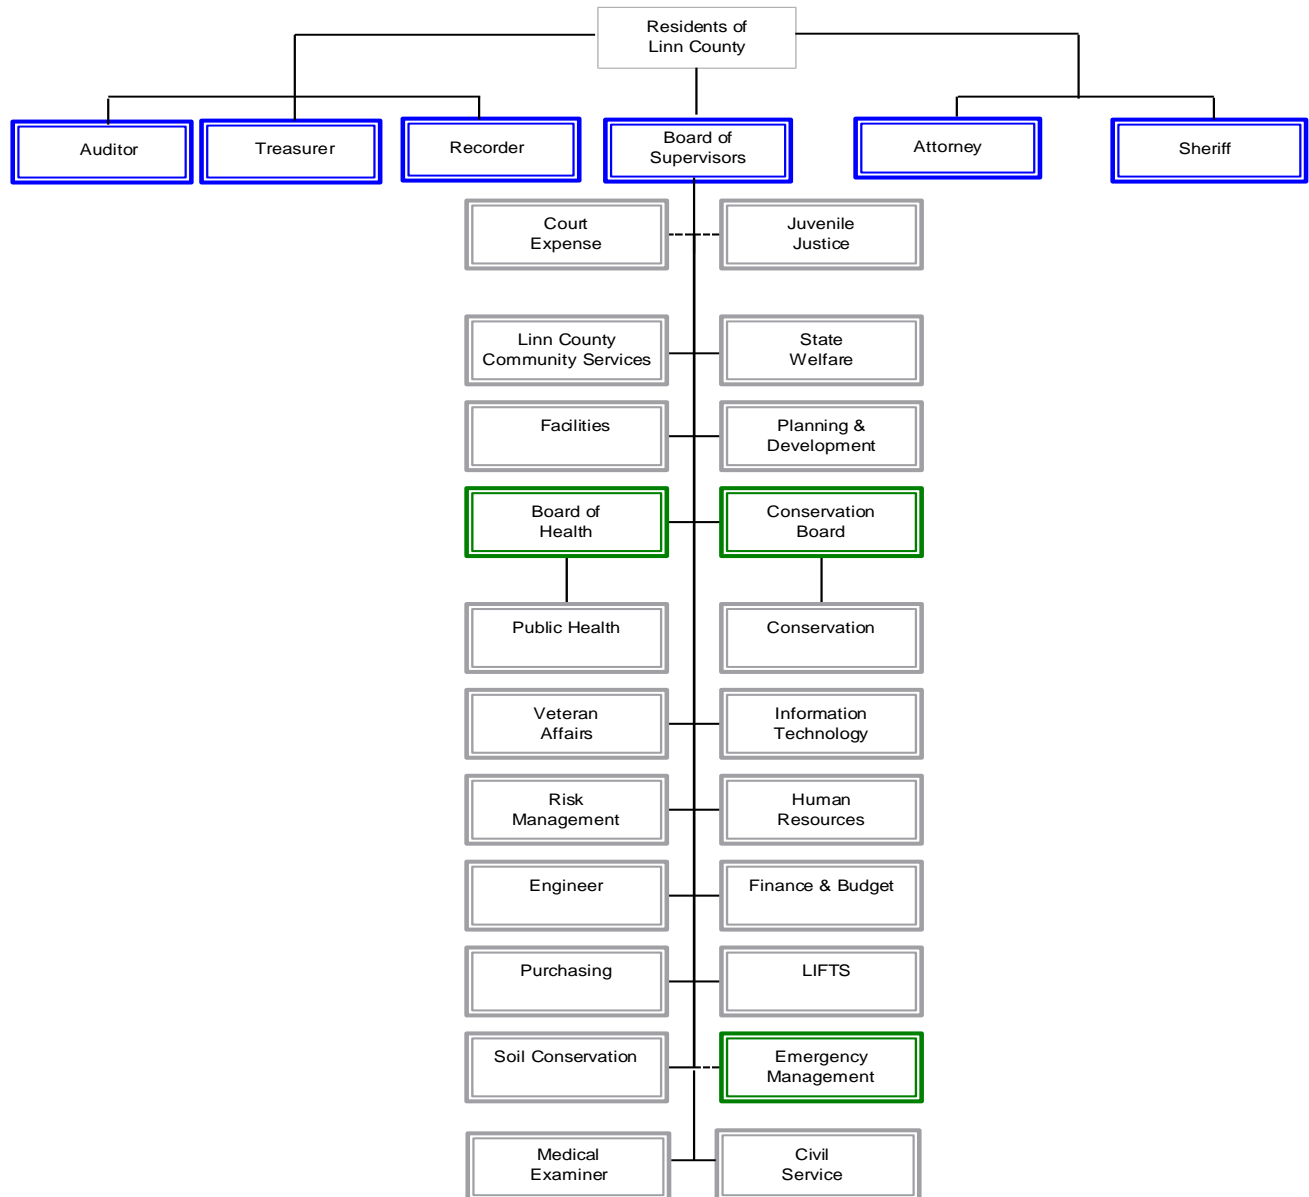 Residents of
Linn County
Auditor
Treasurer
Recorder
Board of
Supervisors
Attorney
Sheriff
Court
Expense
Juvenile
Justice
Linn County
Community Services
State
Welfare
Facilities
Planning &
Development
Board of
Health
Conservation
Board
Public Health
Conservation
Veteran
Affairs
Information
Technology
Risk
Management
Human
Resources
Engineer
Finance & Budget
Purchasing
LIFTS
Soil Conservation
Emergency
Management
Medical
Examiner
Civil
Service